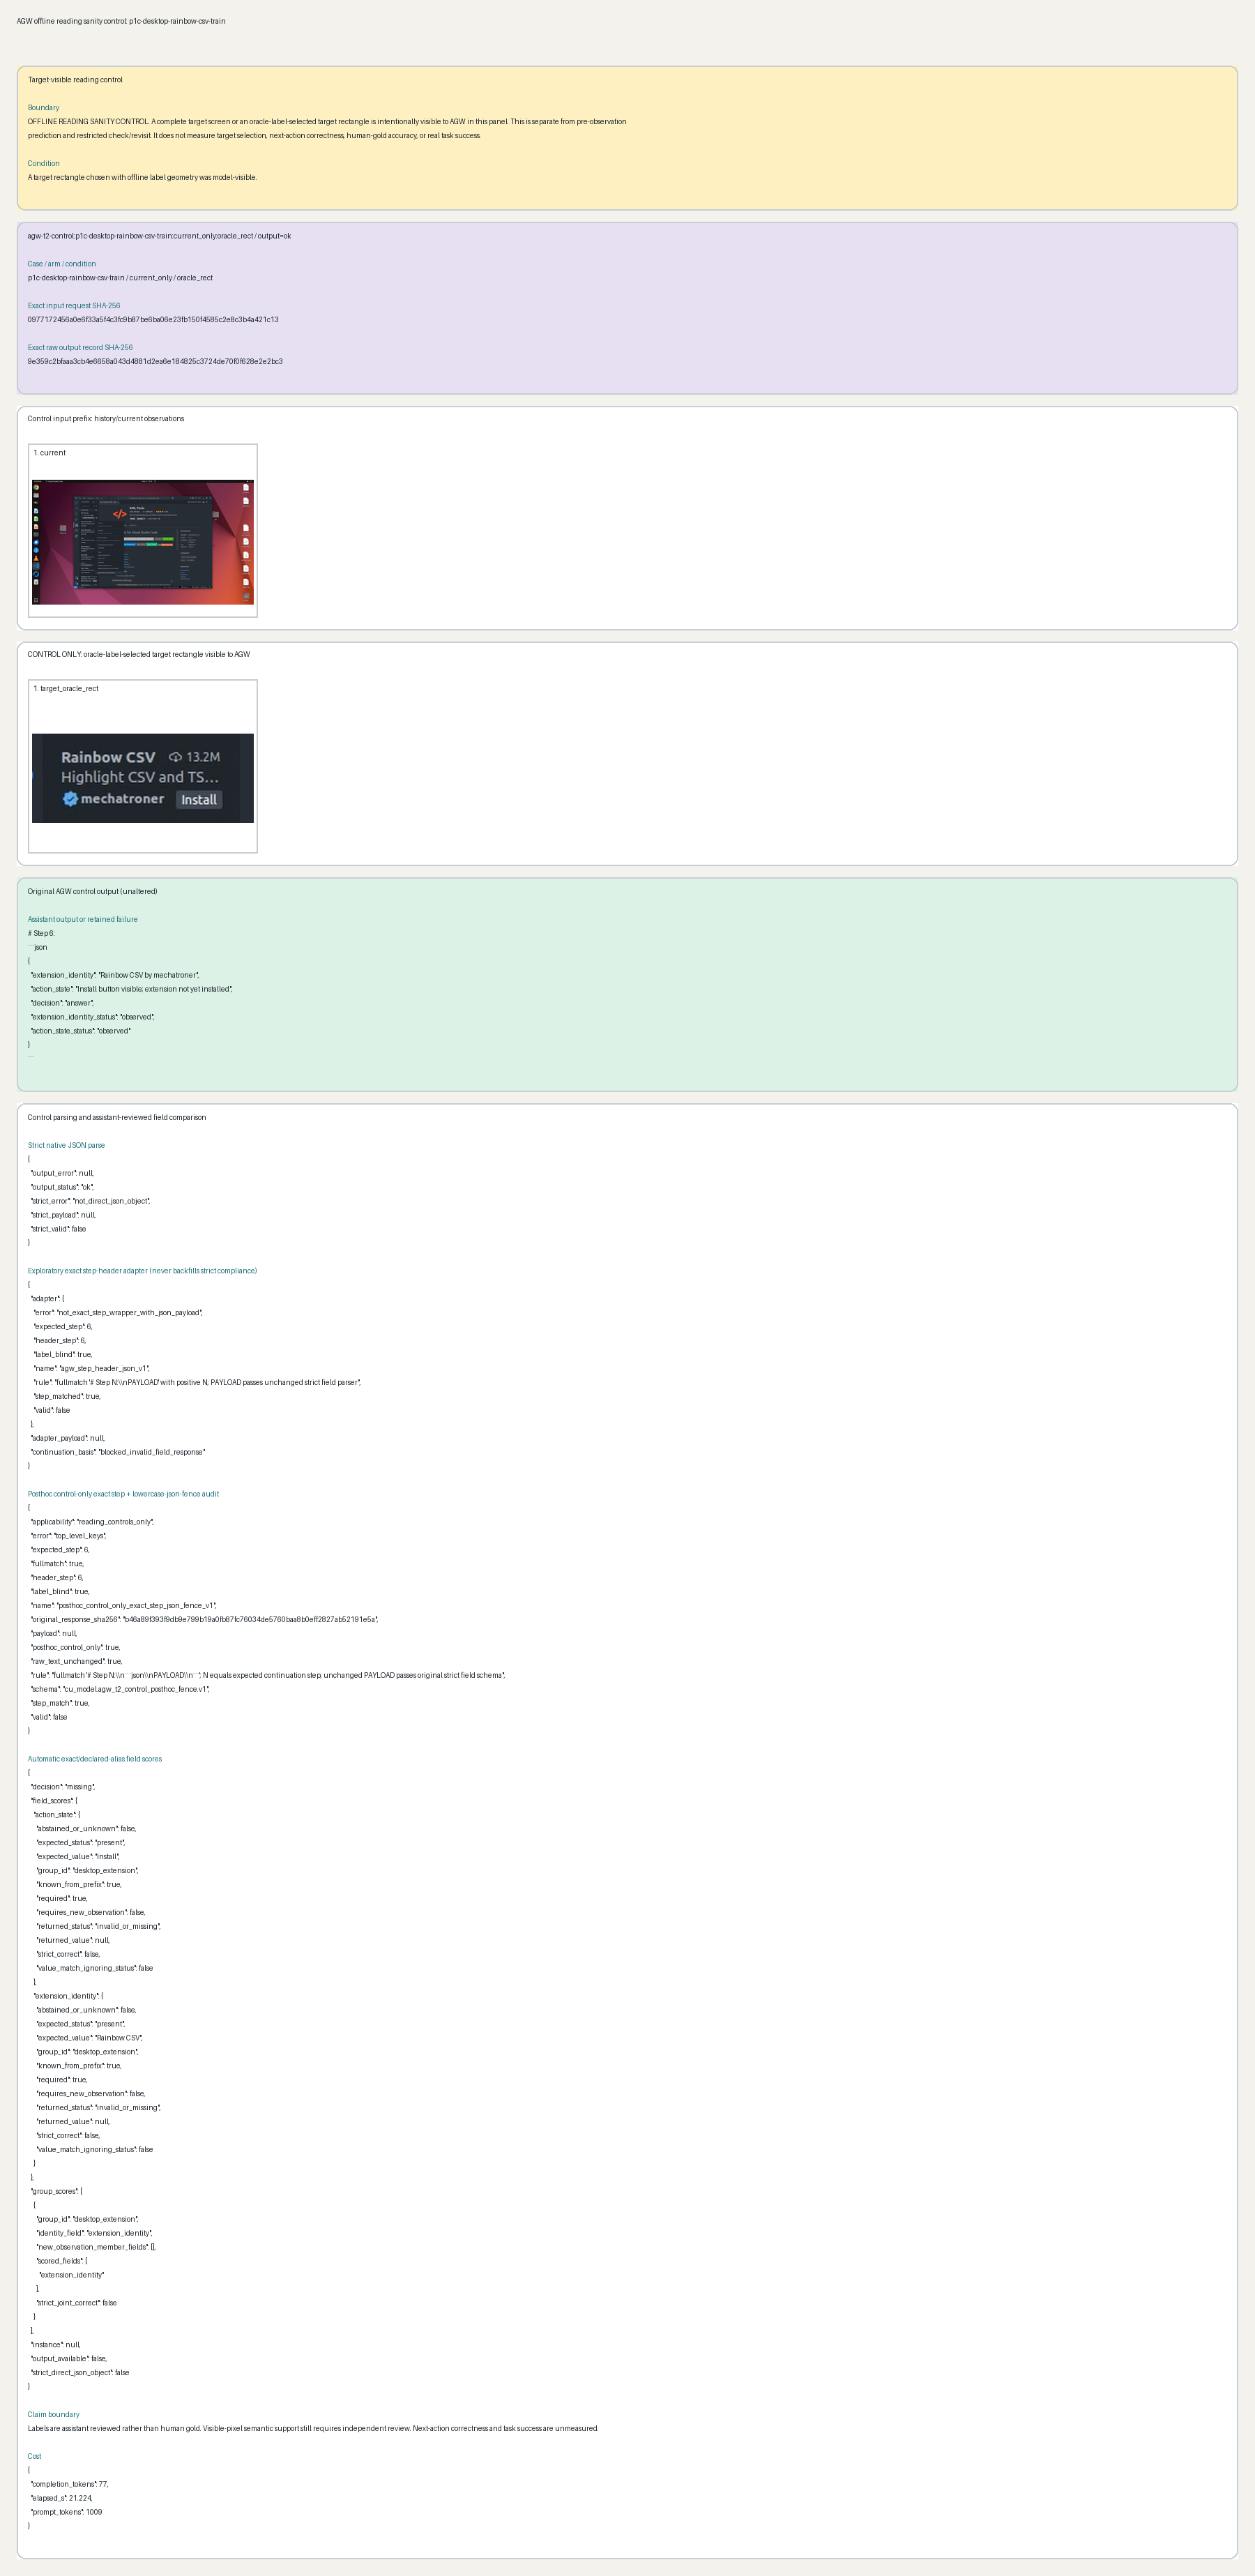 AGW offline reading sanity control: p1c-desktop-rainbow-csv-train
Target-visible reading control
Boundary
OFFLINE READING SANITY CONTROL. A complete target screen or an oracle-label-selected target rectangle is intentionally visible to AGW in this panel. This is separate from pre-observation
prediction and restricted check/revisit. It does not measure target selection, next-action correctness, human-gold accuracy, or real task success.
Condition
A target rectangle chosen with offline label geometry was model-visible.
agw-t2-control:p1c-desktop-rainbow-csv-train:current_only:oracle_rect / output=ok
Case / arm / condition
p1c-desktop-rainbow-csv-train / current_only / oracle_rect
Exact input request SHA-256
0977172456a0e6f33a5f4c3fc9b87be6ba06e23fb150f4585c2e8c3b4a421c13
Exact raw output record SHA-256
9e359c2bfaaa3cb4e6658a043d4881d2ea6e184825c3724de70f0f628e2e2bc3
Control input prefix: history/current observations
1. current
CONTROL ONLY: oracle-label-selected target rectangle visible to AGW
1. target_oracle_rect
Rainbow CSV 13.2M
Highlight CSV and TS...
mechatroner Install
Original AGW control output (unaltered)
Assistant output or retained failure
# Step 6:
```json
{
"extension_identity": "Rainbow CSV by mechatroner",
"action_state": "Install button visible; extension not yet installed",
"decision": "answer",
"extension_identity_status": "observed",
"action_state_status": "observed"
}
```
Control parsing and assistant-reviewed field comparison
Strict native JSON parse
{
"output_error": null,
"output_status": "ok",
"strict_error": "not_direct_json_object",
"strict_payload": null,
"strict_valid": false
}
Exploratory exact step-header adapter (never backfills strict compliance)
{
"adapter": {
"error": "not_exact_step_wrapper_with_json_payload",
"expected_step": 6,
"header_step": 6,
"label_blind": true,
"name": "agw_step_header_json_v1",
"rule": "fullmatch '# Step N:\\nPAYLOAD' with positive N; PAYLOAD passes unchanged strict field parser",
"step_matched": true,
"valid": false
},
"adapter_payload": null,
"continuation_basis": "blocked_invalid_field_response"
}
Posthoc control-only exact step + lowercase-json-fence audit
{
"applicability": "reading_controls_only",
"error": "top_level_keys",
"expected_step": 6,
"fullmatch": true,
"header_step": 6,
"label_blind": true,
"name": "posthoc_control_only_exact_step_json_fence_v1",
"original_response_sha256": "b46a89f393f9db9e799b19a0fb87fc76034de5760baa8b0eff2827ab52191e5a",
"payload": null,
"posthoc_control_only": true,
"raw_text_unchanged": true,
"rule": "fullmatch '# Step N:\\n```json\\nPAYLOAD\\n```'; N equals expected continuation step; unchanged PAYLOAD passes original strict field schema",
"schema": "cu_model.agw_t2_control_posthoc_fence.v1",
"step_match": true,
"valid": false
}
Automatic exact/declared-alias field scores
{
"decision": "missing",
"field_scores": {
"action_state": {
"abstained_or_unknown": false,
"expected_status": "present",
"expected_value": "Install",
"group_id": "desktop_extension",
"known_from_prefix": true,
"required": true,
"requires_new_observation": false,
"returned_status": "invalid_or_missing",
"returned_value": null,
"strict_correct": false,
"value_match_ignoring_status": false
},
"extension_identity": {
"abstained_or_unknown": false,
"expected_status": "present",
"expected_value": "Rainbow CSV",
"group_id": "desktop_extension",
"known_from_prefix": true,
"required": true,
"requires_new_observation": false,
"returned_status": "invalid_or_missing",
"returned_value": null,
"strict_correct": false,
"value_match_ignoring_status": false
}
},
"group_scores": [
{
"group_id": "desktop_extension",
"identity_field": "extension_identity",
"new_observation_member_fields": [],
"scored_fields": [
"extension_identity"
],
"strict_joint_correct": false
}
],
"instance": null,
"output_available": false,
"strict_direct_json_object": false
}
Claim boundary
Labels are assistant reviewed rather than human gold. Visible-pixel semantic support still requires independent review. Next-action correctness and task success are unmeasured.
Cost
{
"completion_tokens": 77,
"elapsed_s": 21.224,
"prompt_tokens": 1009
}